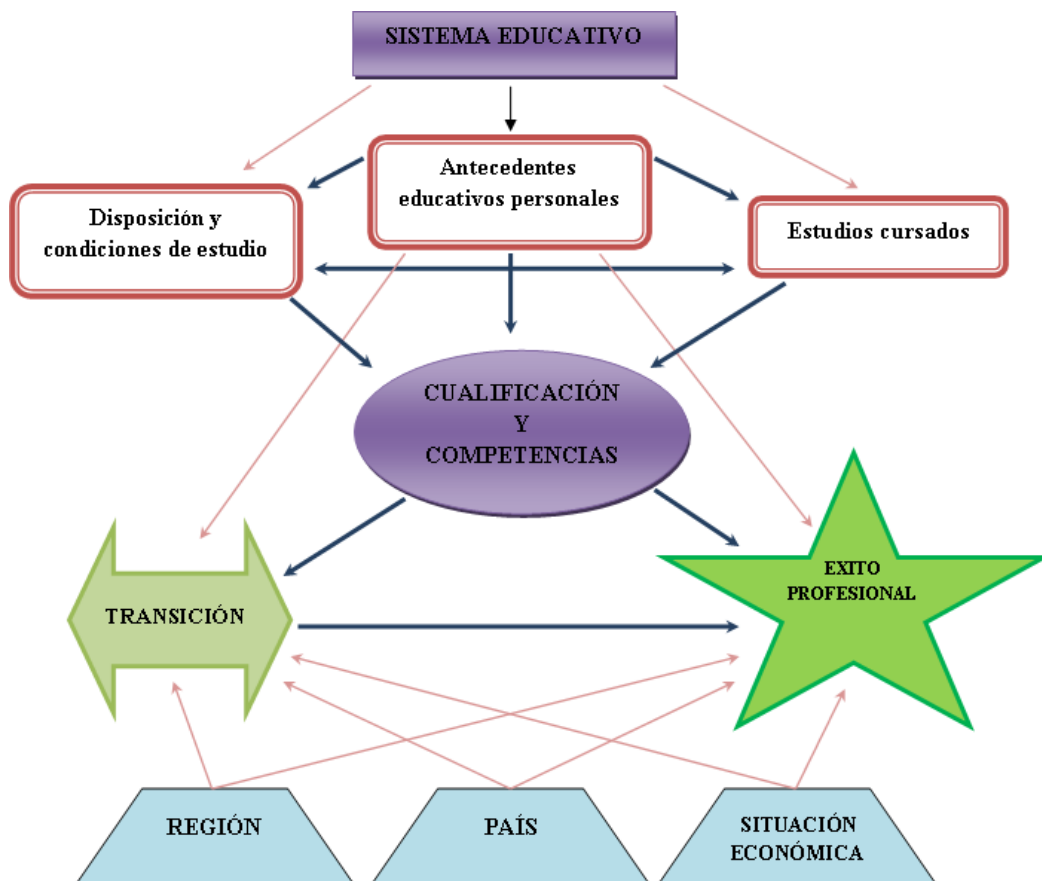 SISTEMA EDUCATIVO
Antecedentes
educativos personales
Disposición y
condiciones de estudio
Estudios cursados
CUALIFICACIÓN
Y
COMPETENCIAS
TRANSICIÓN
EXITO
PROFESIONAL
REGIÓN
PAÍS
SITUACIÓN
ECONÓMICA